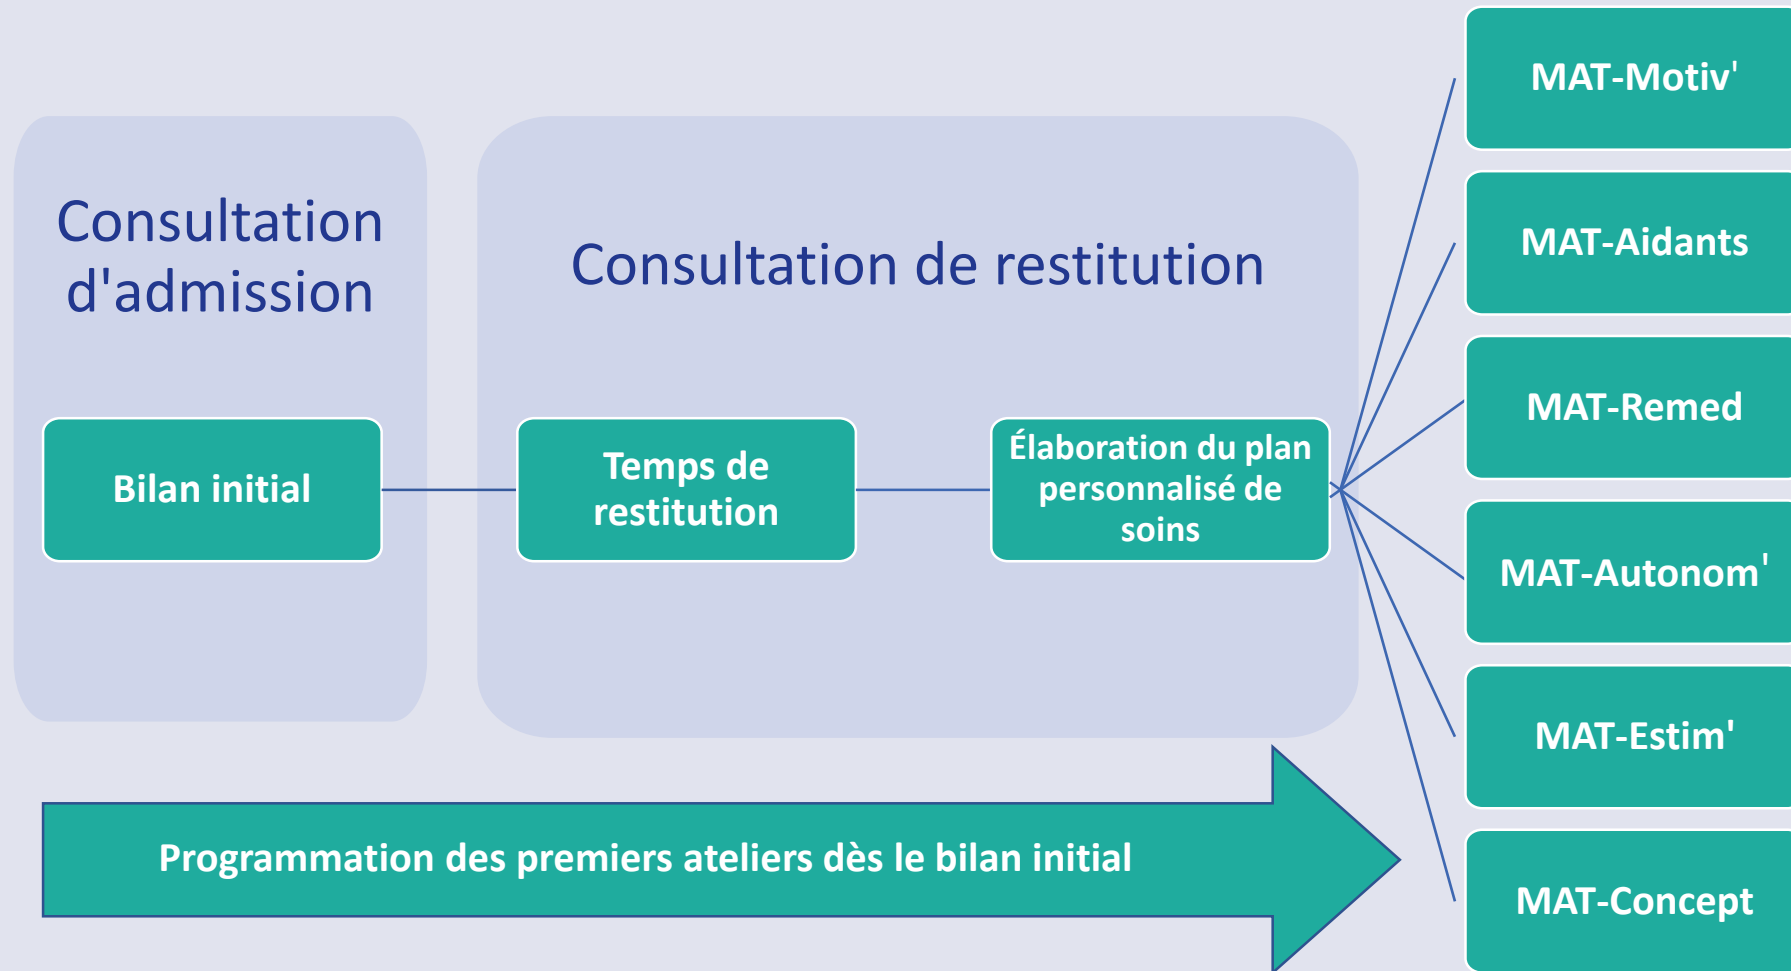 Consultation
d'admission
Bilan initial
Consultation de restitution
Temps de
restitution
Élaboration du plan
personnalisé de
soins
MAT-Motiv'
MAT-Aidants
MAT-Remed
MAT-Autonom'
MAT-Estim'
MAT-Concept
Programmation des premiers ateliers dès le bilan initial